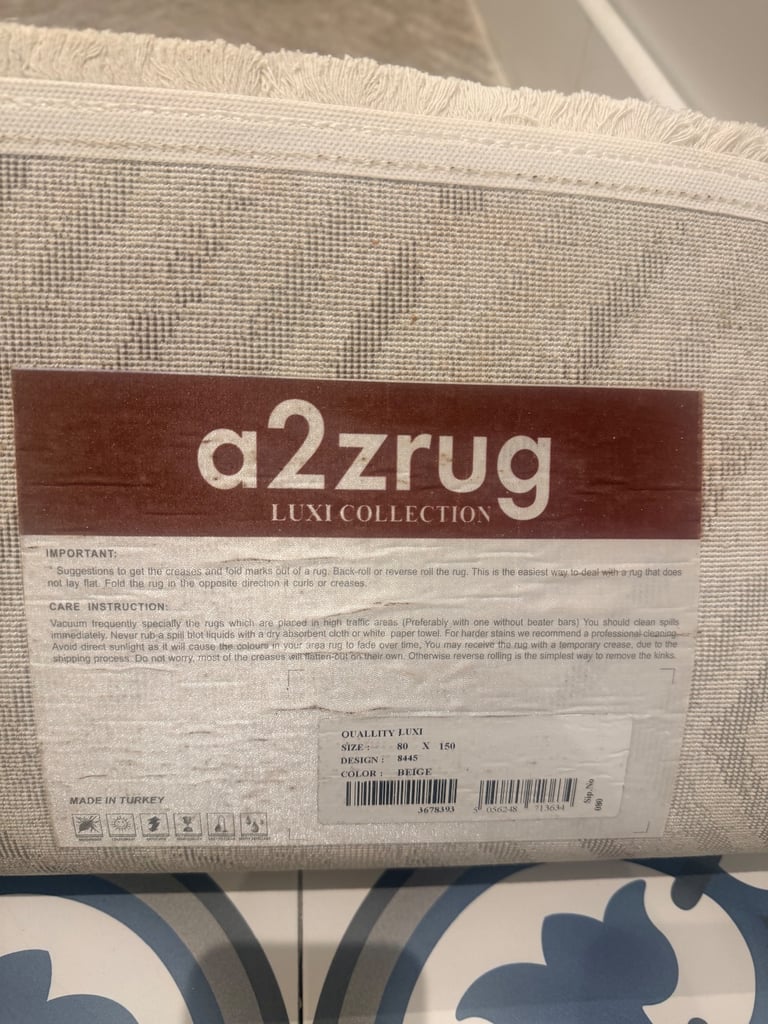 a2zrug
LUXI COLLECTION
IMPORTANT:
* Suggestions to get the creases and fold marks out of a rug. Back-roll or reverse roll the rug. This is the easiest way to deal with a rug that does
not lay flat. Fold the rug in the opposite direction it curls or creases.
CARE INSTRUCTION:
Vacuum frequently specially the rugs which are placed in high traffic areas (Preferably with one without beater bars) You should clean spills
immediately. Never rub a spill blot liquids with a dry absorbent cloth or white paper towel. For harder stains we recommend a professional cleaning.
Avoid direct sunlight as it will cause the colours in your area rug to fade over time, You may receive the rug with a temporary crease, due to the
shipping process. Do not worry, most of the creases will flatten out on their own. Otherwise reverse rolling is the simplest way to remove the kinks.
QUALLITY LUXI
SIZE : 80 X 150
DESIGN : 8445
COLOR : BEIGE
3678393
5 056248 713634
Sip.No
090
MADE IN TURKEY